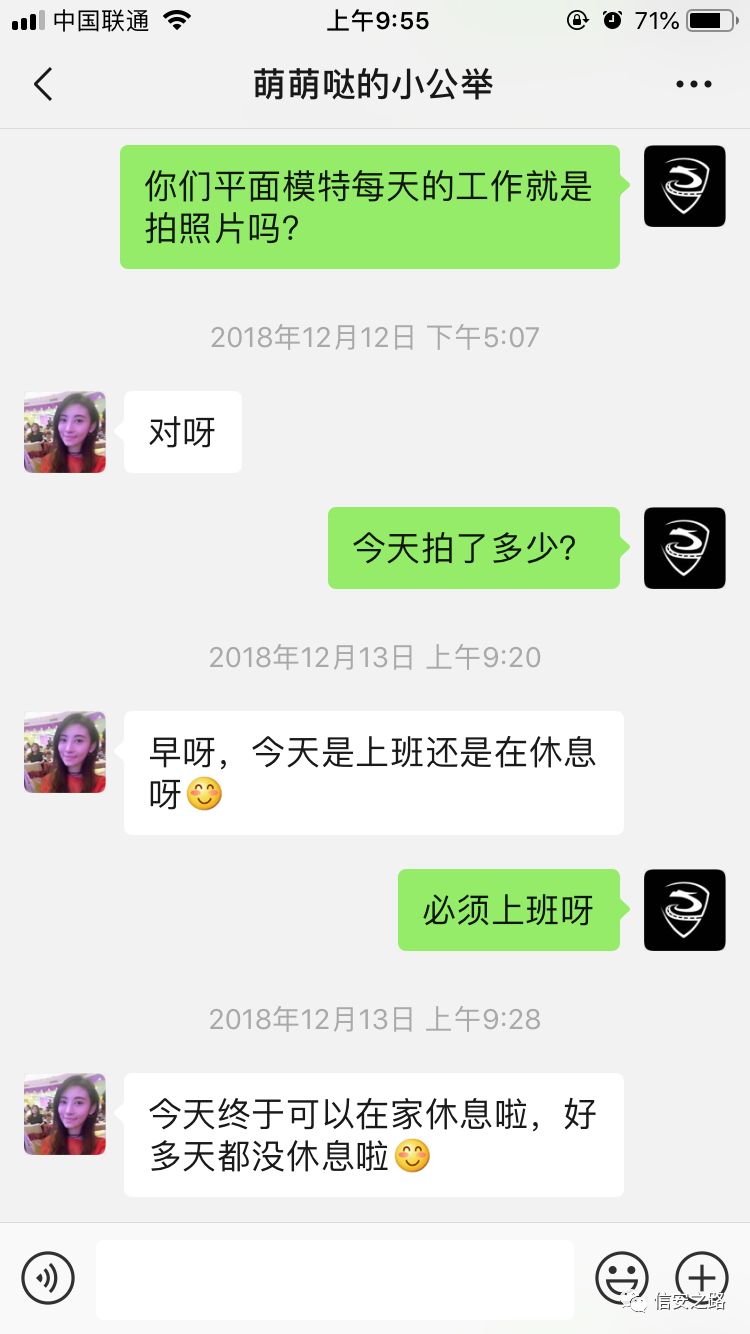 中国联通
上午9:55
71%
萌萌哒的小公举
你们平面模特每天的工作就是
拍照片吗?
2018年12月12日 下午5:07
对呀
今天拍了多少?
2018年12月13日 上午9:20
早呀，今天是上班还是在休息
呀😊
必须上班呀
2018年12月13日 上午9:28
今天终于可以在家休息啦，好
多天都没休息啦😊
信安之路